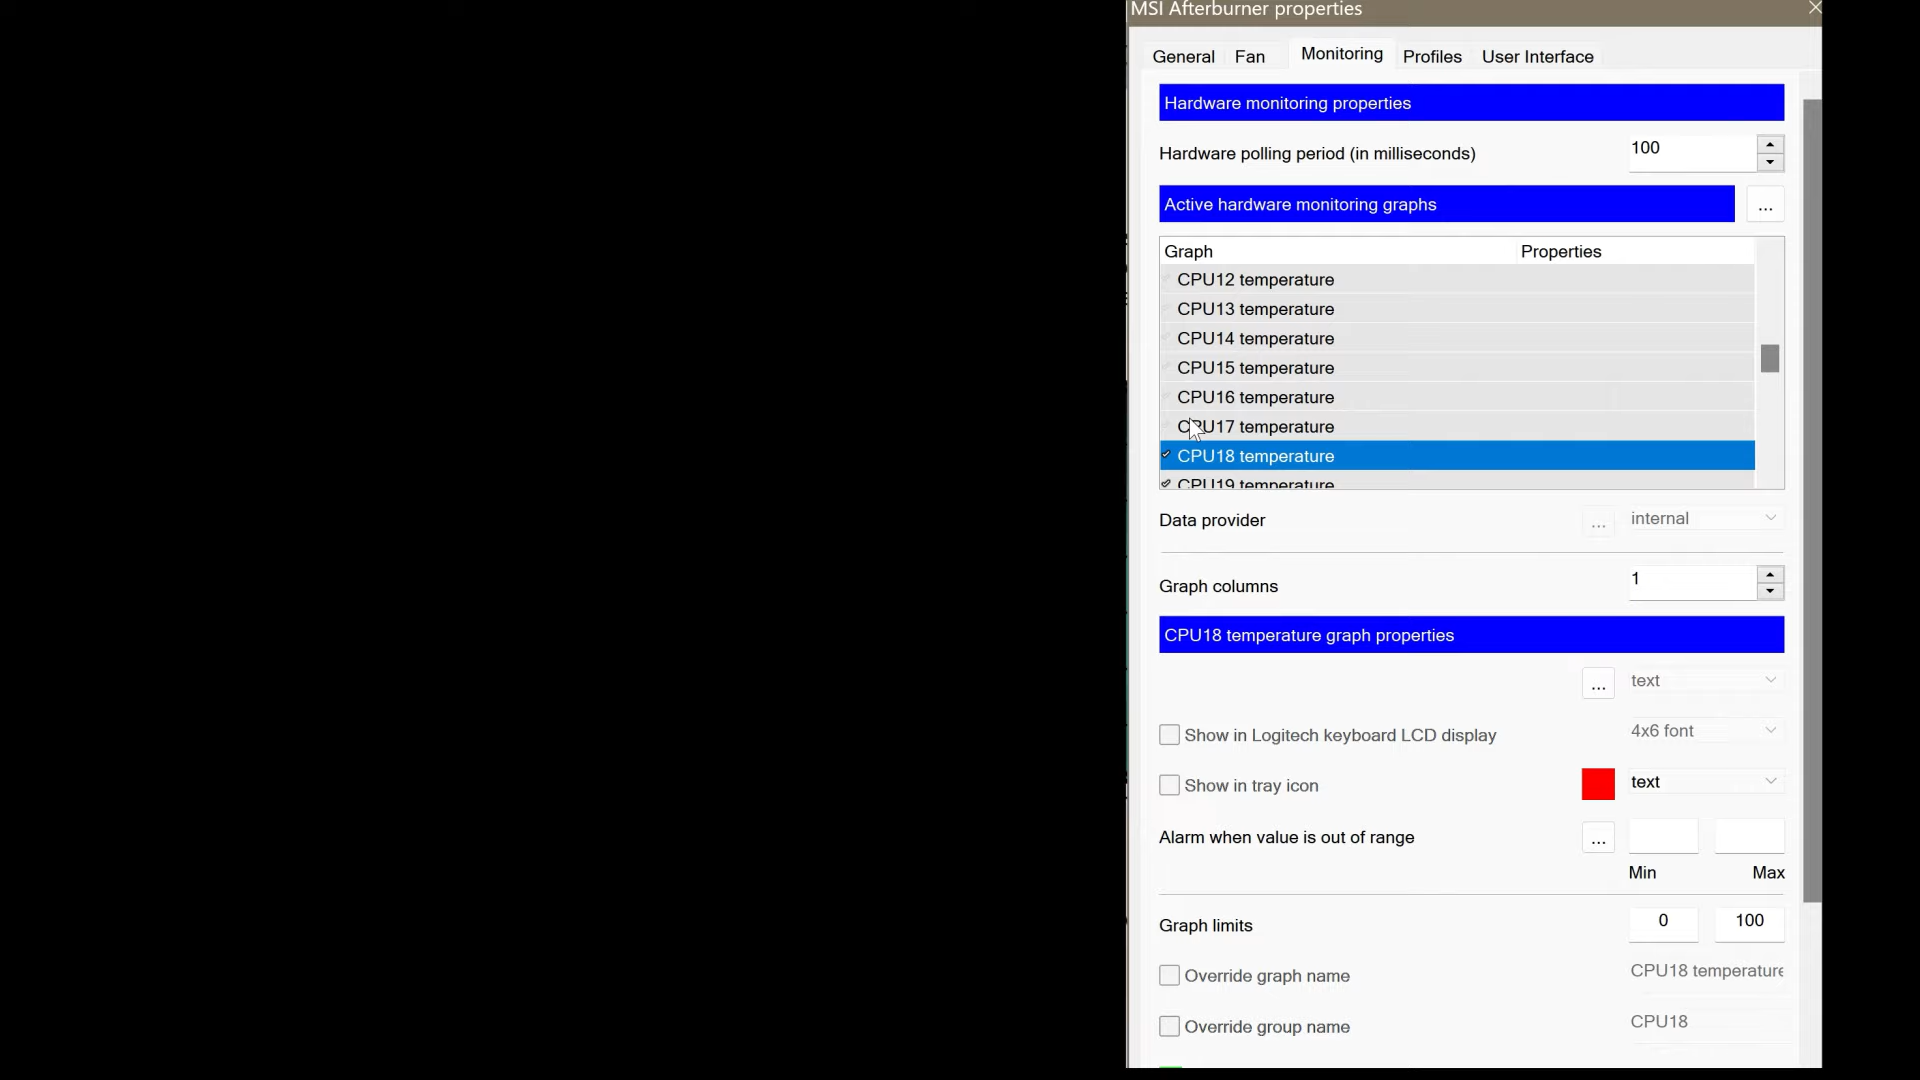 MSI Afterburner properties
General Fan Monitoring Profiles User Interface
Hardware monitoring properties
Hardware polling period (in milliseconds) 100
Active hardware monitoring graphs ...
Graph Properties
CPU12 temperature
CPU13 temperature
CPU14 temperature
CPU15 temperature
CPU16 temperature
CPU17 temperature
CPU18 temperature
CPU19 temperature
Data provider ... internal
Graph columns 1
CPU18 temperature graph properties
... text
Show in Logitech keyboard LCD display 4x6 font
Show in tray icon text
Alarm when value is out of range ...
Min Max
Graph limits 0 100
Override graph name CPU18 temperature
Override group name CPU18